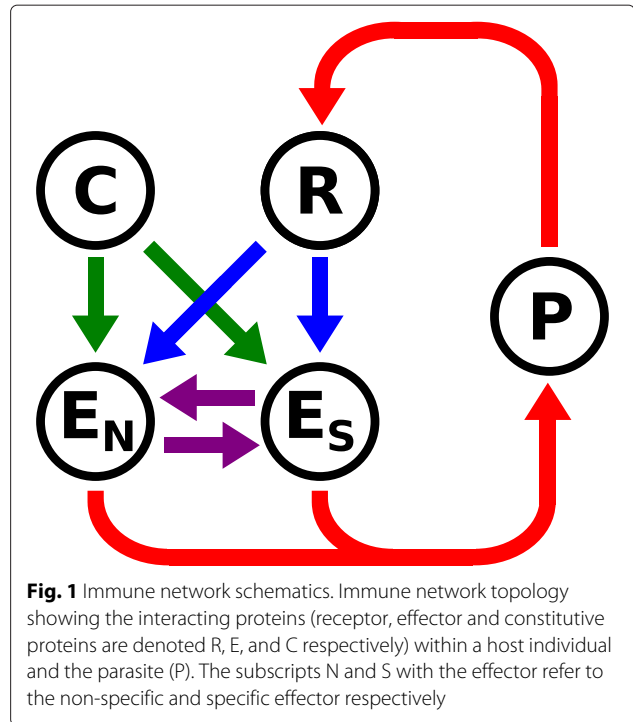 C R
P
E_N E_S
Fig. 1 Immune network schematics. Immune network topology
showing the interacting proteins (receptor, effector and constitutive
proteins are denoted R, E, and C respectively) within a host individual
and the parasite (P). The subscripts N and S with the effector refer to
the non-specific and specific effector respectively